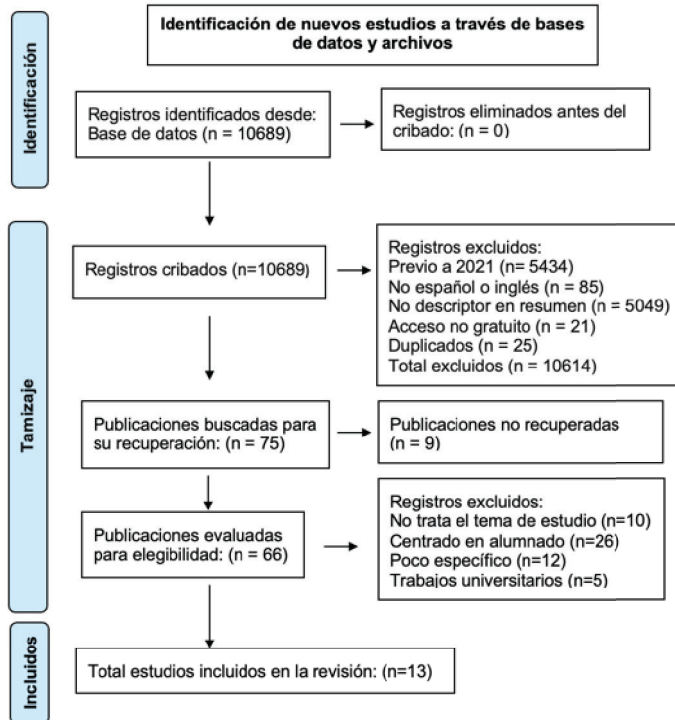 Identificación de nuevos estudios a través de bases
de datos y archivos
Identificación
Registros identificados desde:
Base de datos (n = 10689)
Registros eliminados antes del
cribado: (n = 0)
Tamizaje
Registros cribados (n=10689)
Registros excluidos:
Previo a 2021 (n= 5434)
No español o inglés (n = 85)
No descriptor en resumen (n = 5049)
Acceso no gratuito (n = 21)
Duplicados (n = 25)
Total excluidos (n = 10614)
Publicaciones buscadas para
su recuperación: (n = 75)
Publicaciones no recuperadas
(n = 9)
Publicaciones evaluadas
para elegibilidad: (n = 66)
Registros excluidos:
No trata el tema de estudio (n=10)
Centrado en alumnado (n=26)
Poco específico (n=12)
Trabajos universitarios (n=5)
Incluidos
Total estudios incluidos en la revisión: (n=13)